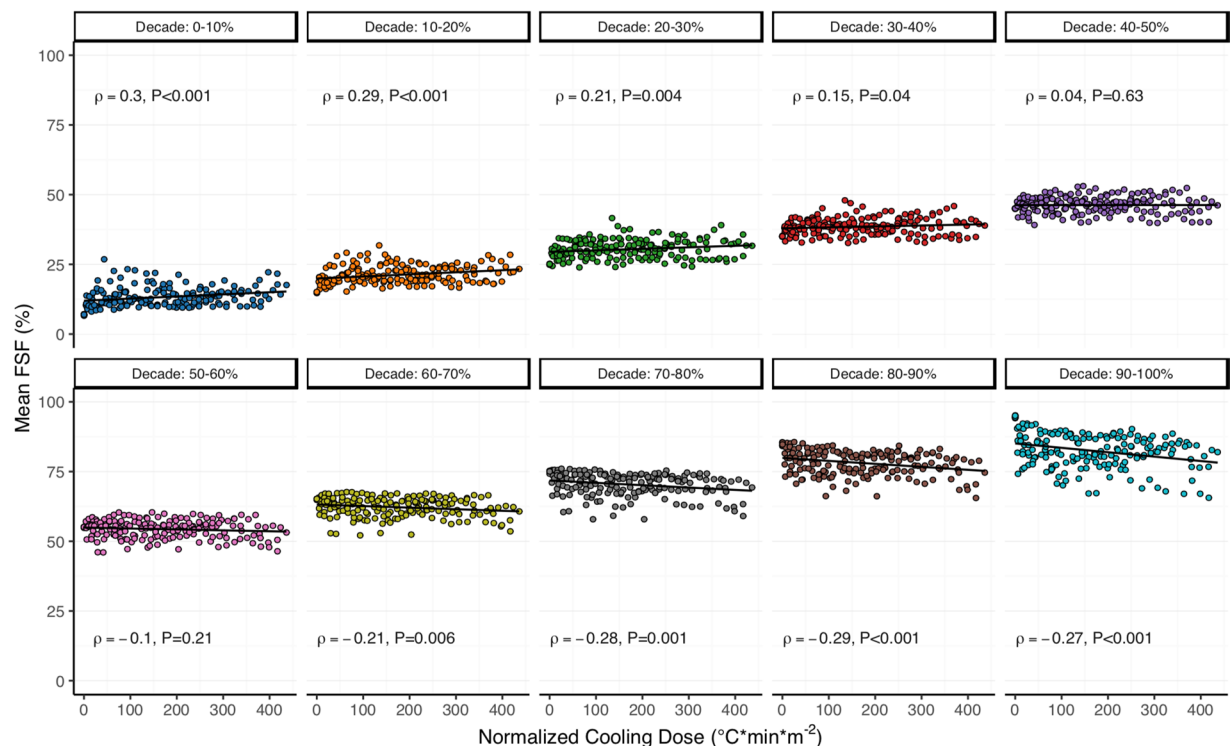 Decade: 0-10%
Decade: 10-20%
Decade: 20-30%
Decade: 30-40%
Decade: 40-50%
100
75
50
25
0
ρ = 0.3, P<0.001
ρ = 0.29, P<0.001
ρ = 0.21, P=0.004
ρ = 0.15, P=0.04
ρ = 0.04, P=0.63
Mean FSF (%)
Decade: 50-60%
Decade: 60-70%
Decade: 70-80%
Decade: 80-90%
Decade: 90-100%
100
75
50
25
0
ρ = −0.1, P=0.21
ρ = −0.21, P=0.006
ρ = −0.28, P=0.001
ρ = −0.29, P<0.001
ρ = −0.27, P<0.001
0 100 200 300 400
0 100 200 300 400
0 100 200 300 400
0 100 200 300 400
0 100 200 300 400
Normalized Cooling Dose (°C*min*m⁻²)